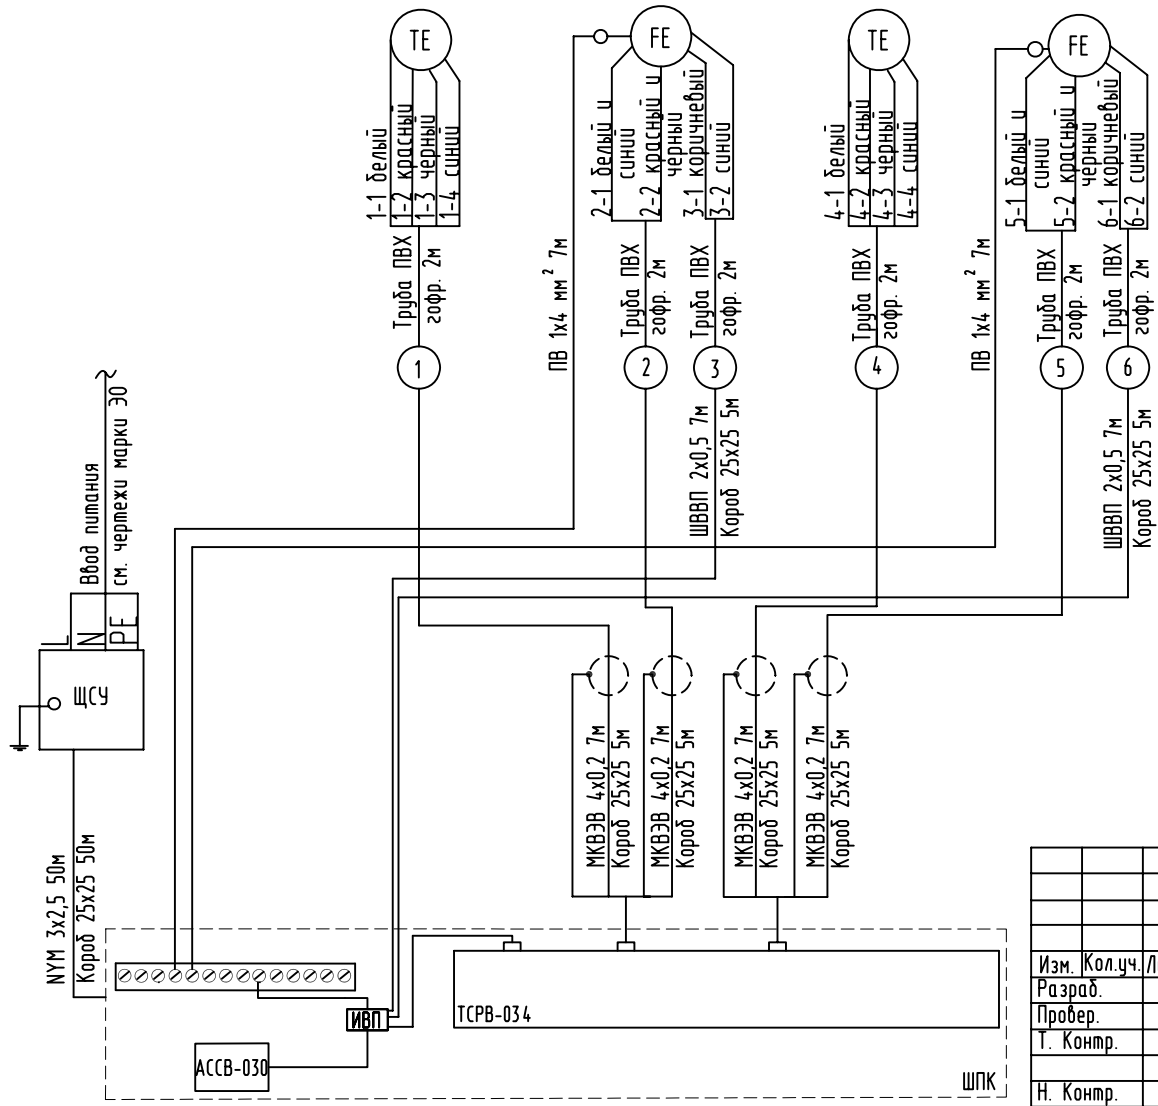 TE
FE
TE
FE
1-1 белый
1-2 красный
1-3 черный
1-4 синий
2-1 белый и
синий
2-2 красный и
черный
3-1 коричневый
3-2 синий
4-1 белый
4-2 красный
4-3 черный
4-4 синий
5-1 белый и
синий
5-2 красный и
черный
6-1 коричневый
6-2 синий
Труба ПВХ
гофр. 2м
ПВ 1х4 мм² 7м
Труба ПВХ
гофр. 2м
Труба ПВХ
гофр. 2м
Труба ПВХ
гофр. 2м
ПВ 1х4 мм² 7м
Труба ПВХ
гофр. 2м
Труба ПВХ
гофр. 2м
1
2
3
4
5
6
ШВВП 2х0,5 7м
Короб 25х25 5м
ШВВП 2х0,5 7м
Короб 25х25 5м
Ввод питания
см. чертежи марки ЭО
L
N
PE
ЩСУ
МКВЭВ 4х0,2 7м
Короб 25х25 5м
МКВЭВ 4х0,2 7м
Короб 25х25 5м
МКВЭВ 4х0,2 7м
Короб 25х25 5м
МКВЭВ 4х0,2 7м
Короб 25х25 5м
NYM 3х2,5 50м
Короб 25х25 50м
ИВП
ТСРВ-034
АССВ-030
ШПК
Изм. Кол.уч. Л
Разраб.
Провер.
Т. Контр.
Н. Контр.